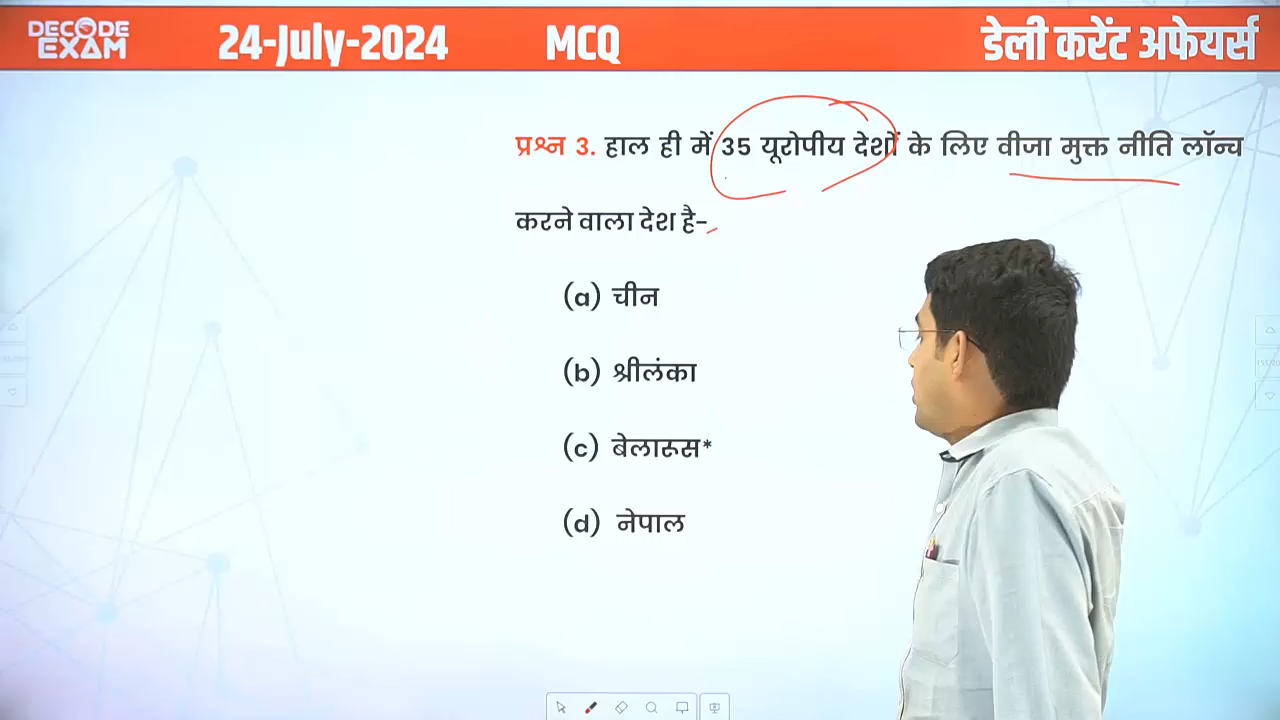 DECODE
EXAM
24-July-2024
MCQ
डेली करेंट अफेयर्स
प्रश्न 3. हाल ही में 35 यूरोपीय देशों के लिए वीजा मुक्त नीति लॉन्च
करने वाला देश है-
(a) चीन
(b) श्रीलंका
(c) बेलारूस*
(d) नेपाल